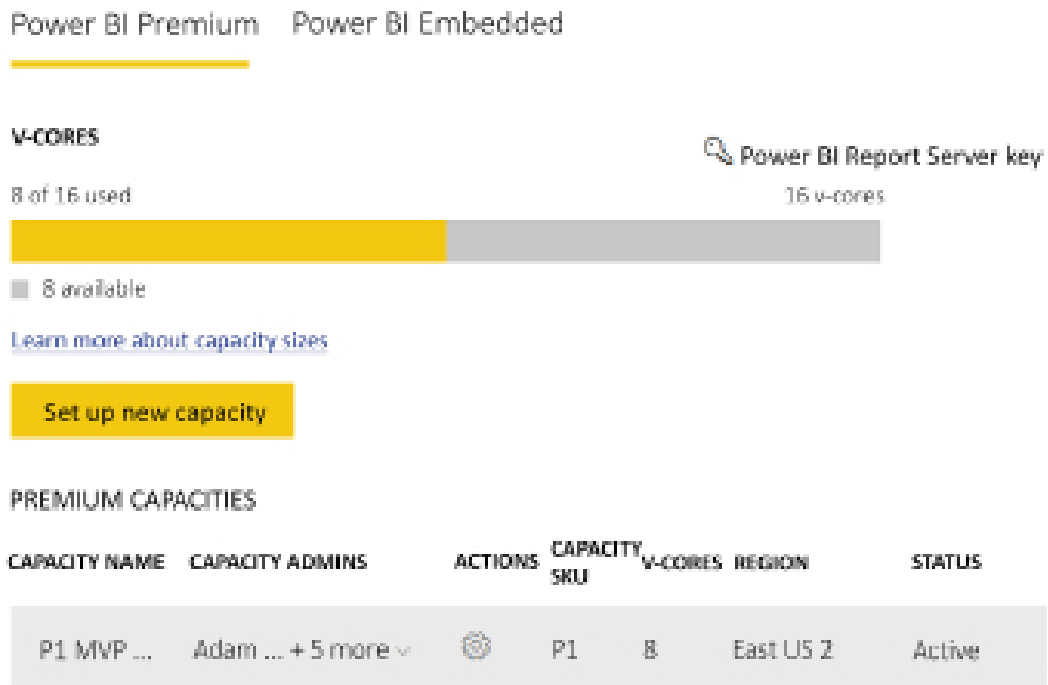 Power BI Premium Power BI Embedded
V-CORES
Power BI Report Server key
8 of 16 used 16 v-cores
8 available
Learn more about capacity sizes
Set up new capacity
PREMIUM CAPACITIES
CAPACITY NAME CAPACITY ADMINS ACTIONS CAPACITY SKU V-CORES REGION STATUS
P1 MVP ... Adam ... + 5 more P1 8 East US 2 Active